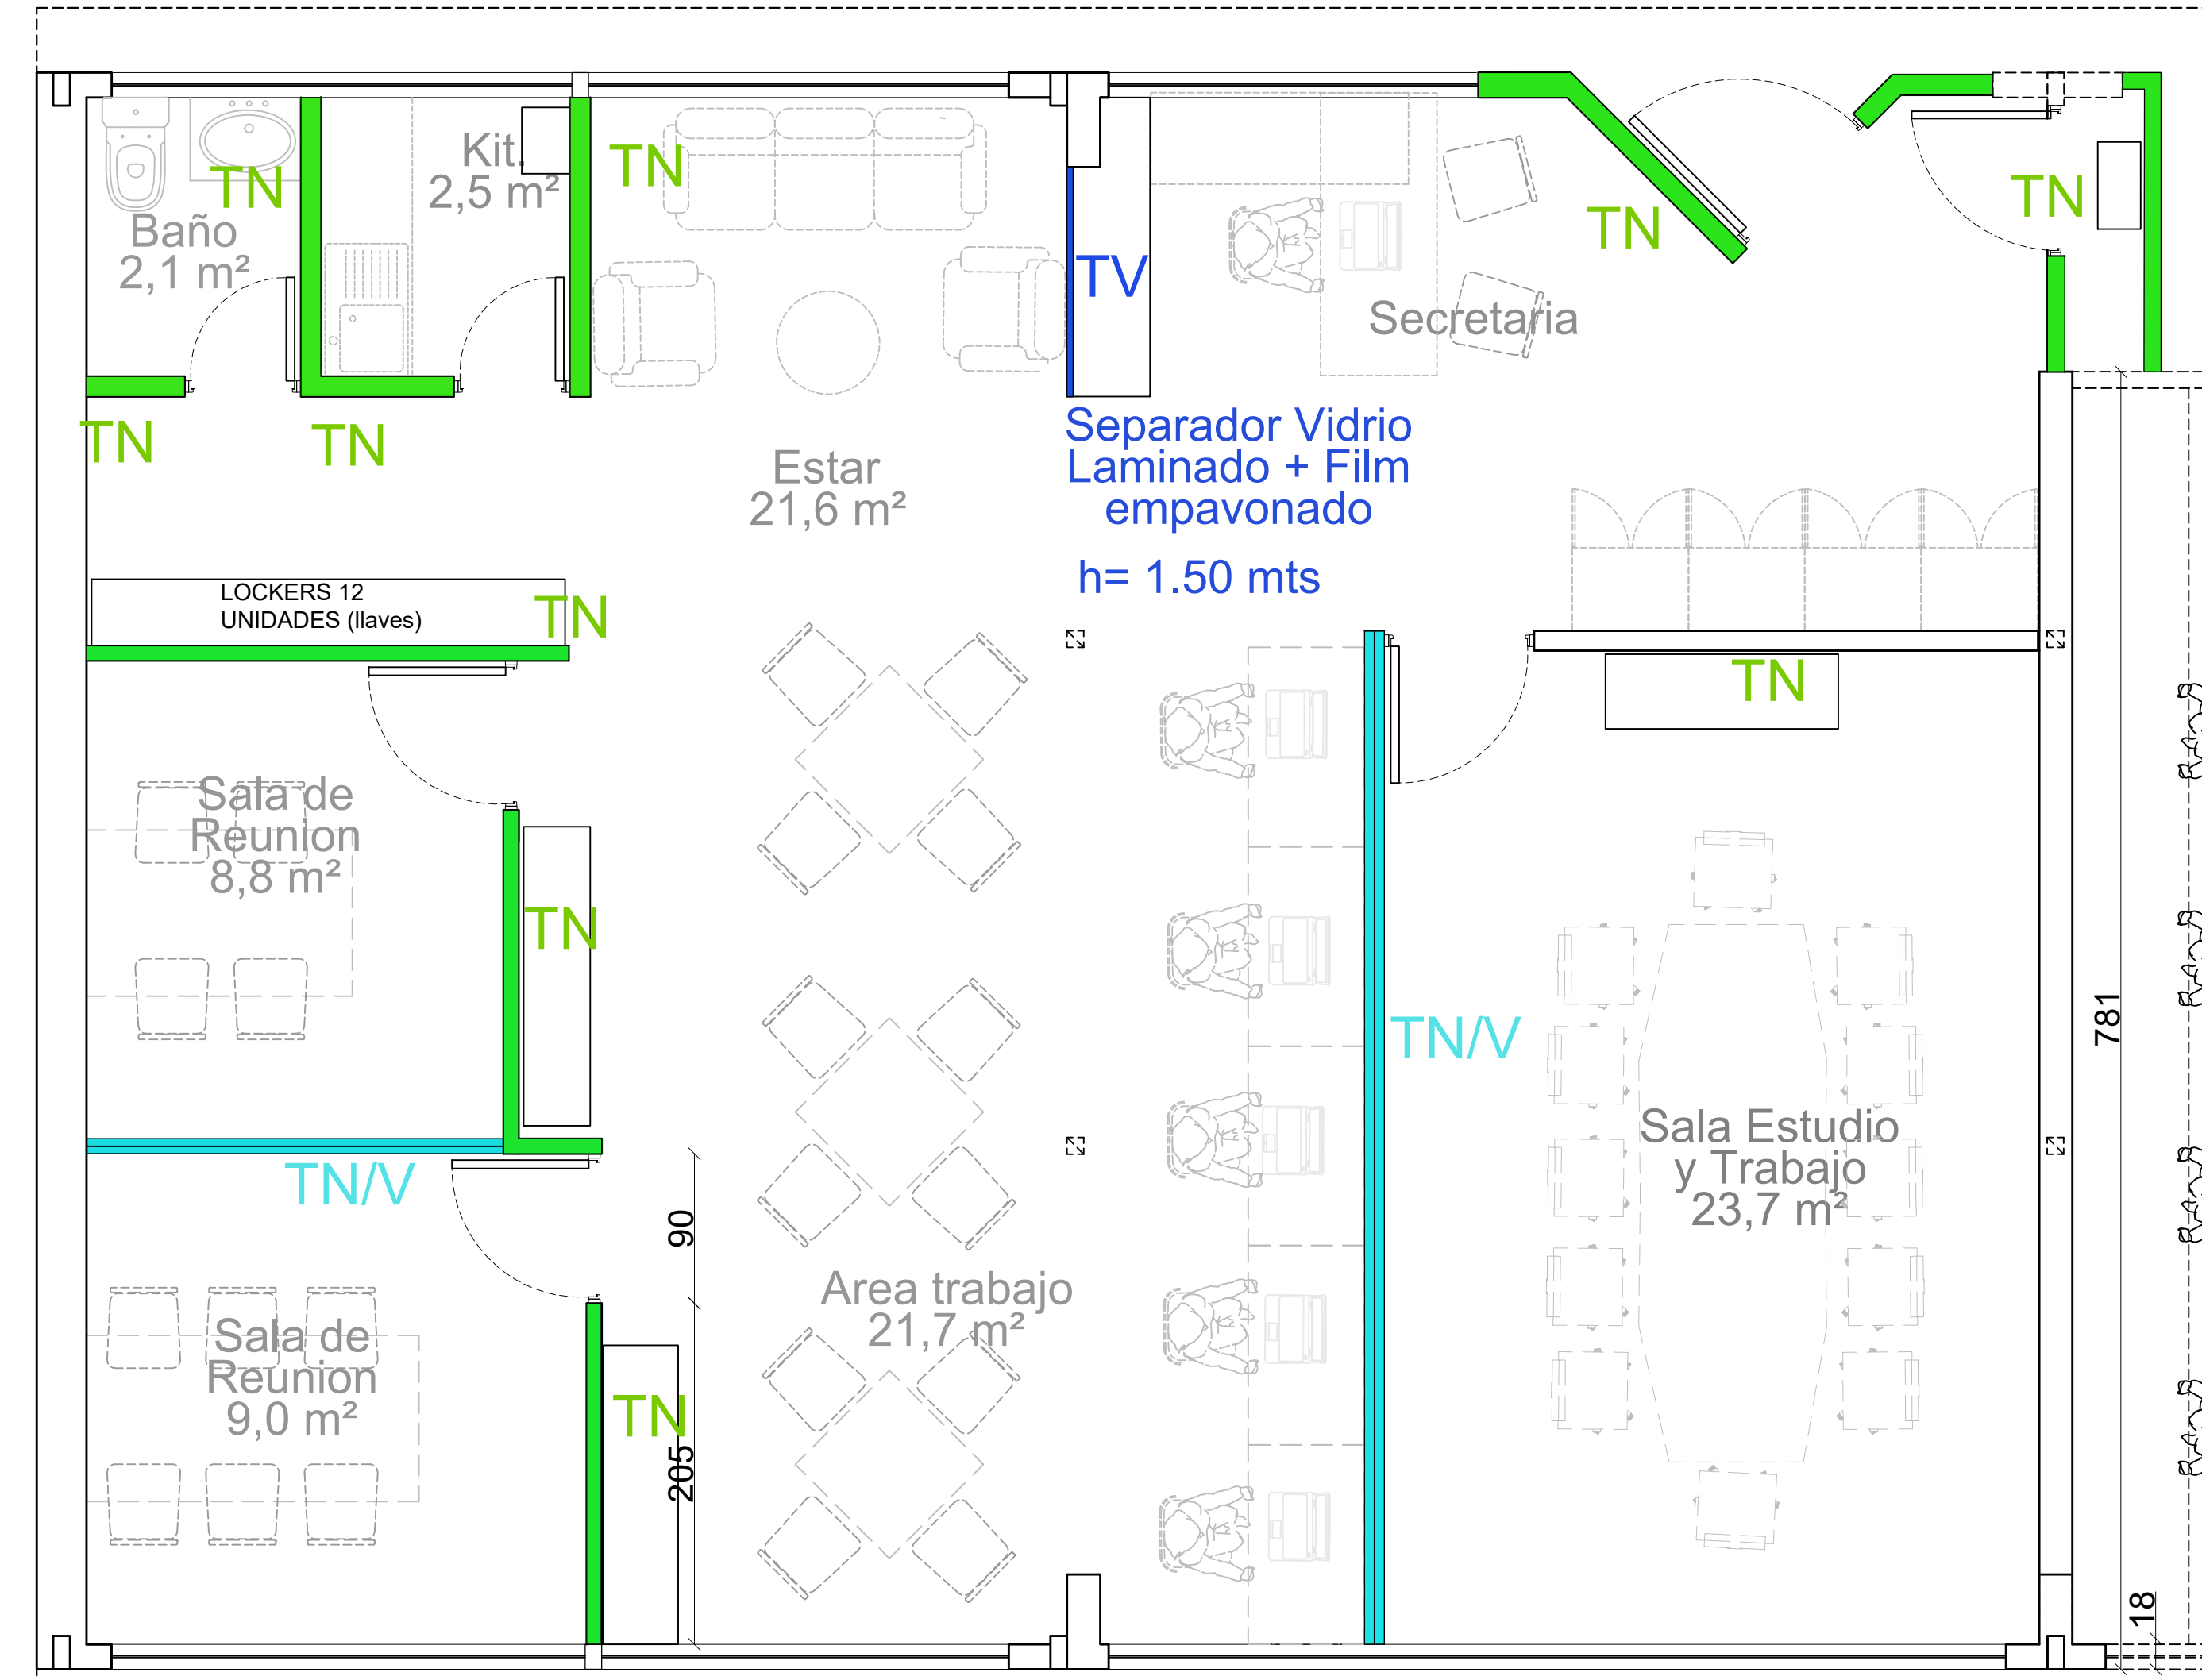 Kit.
2,5 m²
TN
TN
TN
TN
Baño
2,1 m²
TV
Secretaria
TN
TN
Separador Vidrio
Laminado + Film
empavonado
h= 1.50 mts
Estar
21,6 m²
LOCKERS 12
UNIDADES (llaves)
TN
TN
Sala de
Reunion
8,8 m²
TN
TN/V
781
Sala Estudio
y Trabajo
23,7 m²
TN/V
90
Area trabajo
21,7 m²
Sala de
Reunion
9,0 m²
TN
205
18